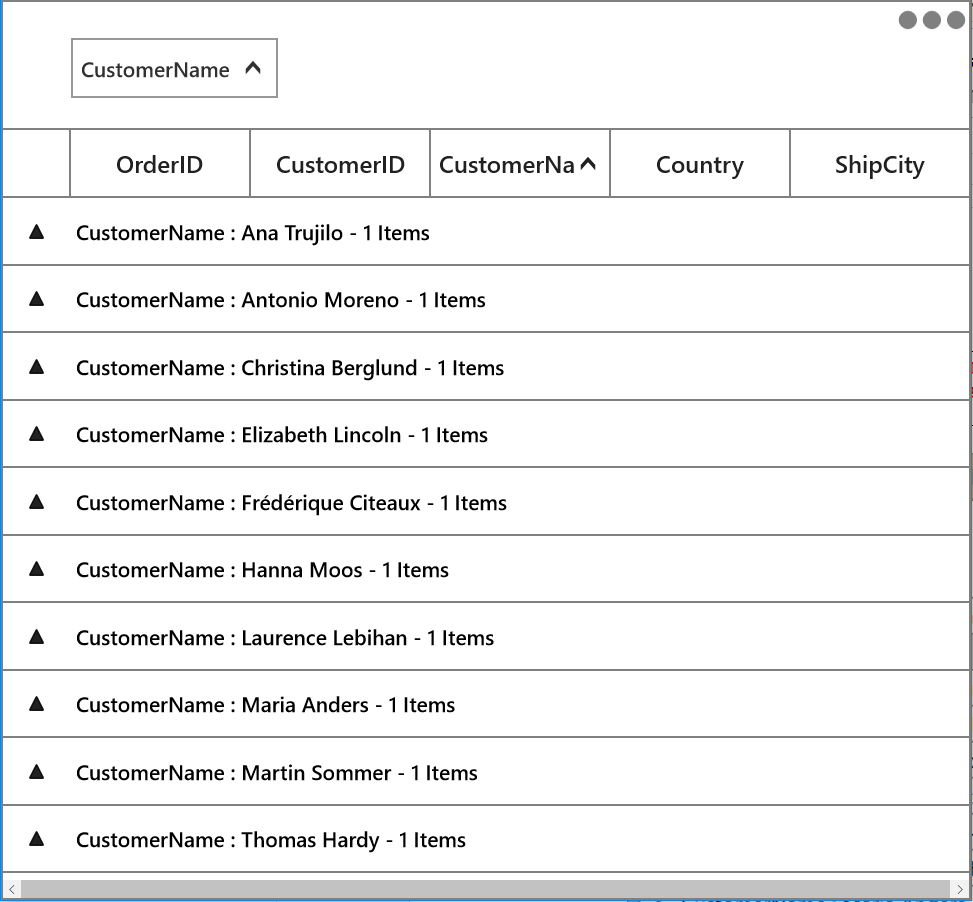 CustomerName
OrderID CustomerID CustomerNa Country ShipCity
CustomerName : Ana Trujilo - 1 Items
CustomerName : Antonio Moreno - 1 Items
CustomerName : Christina Berglund - 1 Items
CustomerName : Elizabeth Lincoln - 1 Items
CustomerName : Frédérique Citeaux - 1 Items
CustomerName : Hanna Moos - 1 Items
CustomerName : Laurence Lebihan - 1 Items
CustomerName : Maria Anders - 1 Items
CustomerName : Martin Sommer - 1 Items
CustomerName : Thomas Hardy - 1 Items